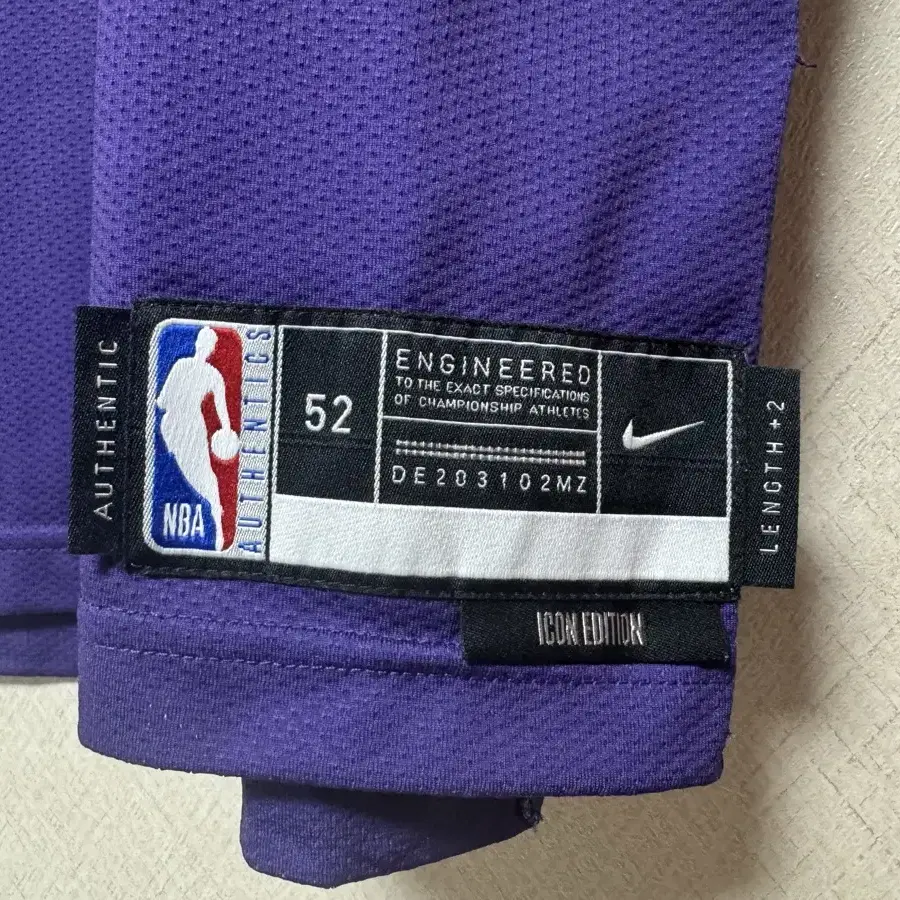 AUTHENTIC
NBA
AUTHENTICS
52
ENGINEERED
TO THE EXACT SPECIFICATIONS
OF CHAMPIONSHIP ATHLETES
DE203102MZ
LENGTH +2
ICON EDITION